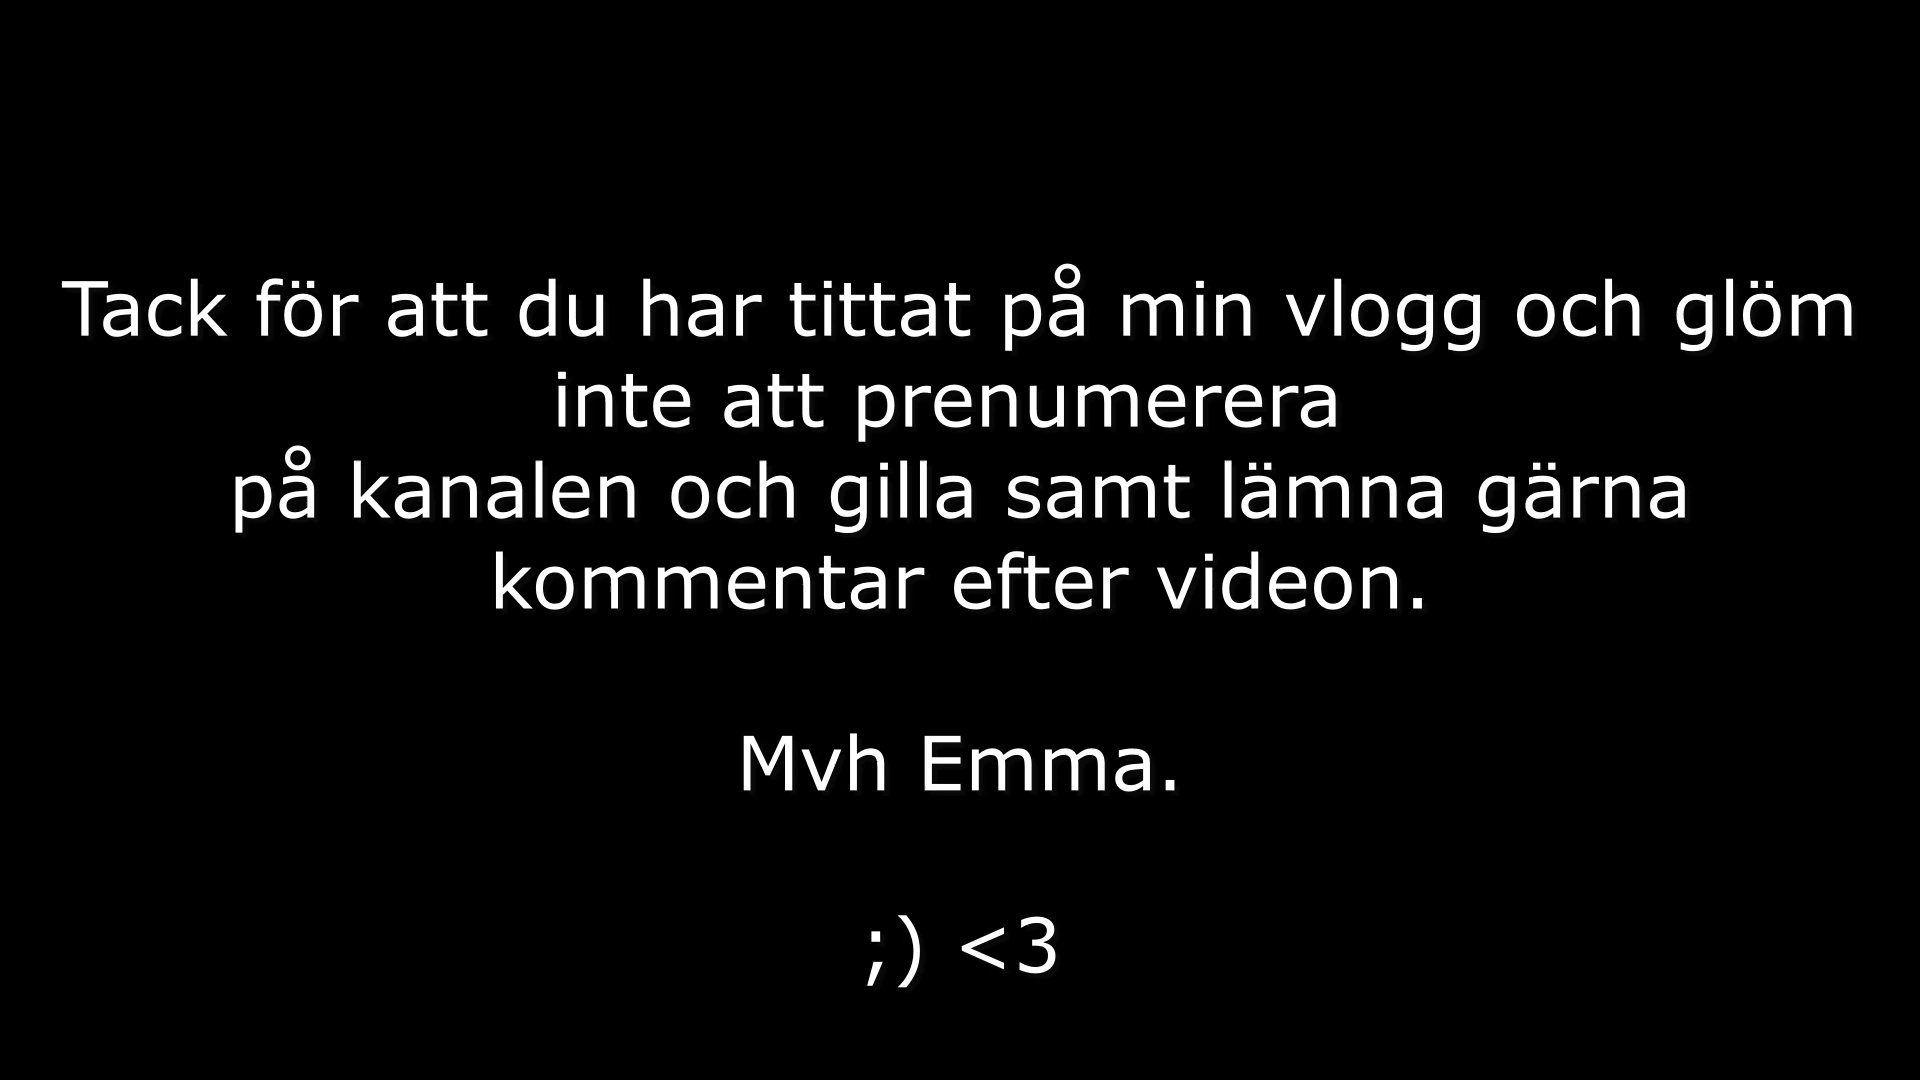 Tack för att du har tittat på min vlogg och glöm
inte att prenumerera
på kanalen och gilla samt lämna gärna
kommentar efter videon.
Mvh Emma.
;) <3